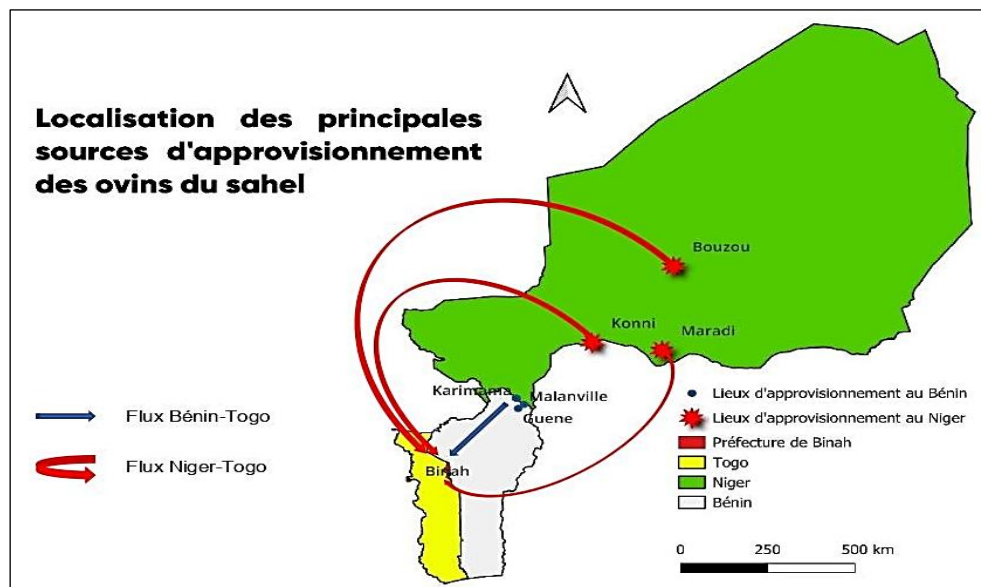 Localisation des principales
sources d'approvisionnement
des ovins du sahel
Bouzou
Konni
Maradi
Karimama
Malanville
Guene
Binah
Flux Bénin-Togo
Flux Niger-Togo
Lieux d'approvisionnement au Bénin
Lieux d'approvisionnement au Niger
Préfecture de Binah
Togo
Niger
Bénin
0 250 500 km